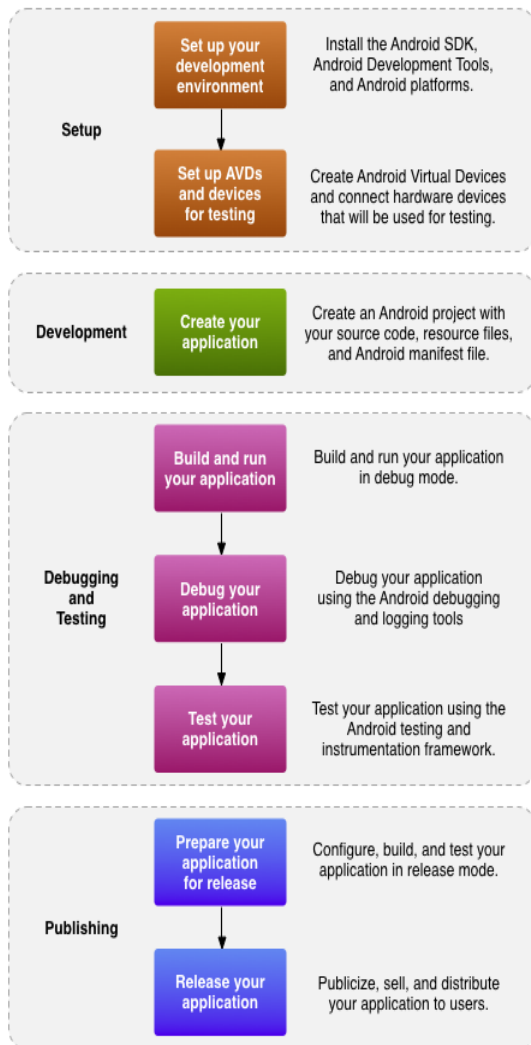 Set up your
development
environment
Install the Android SDK,
Android Development Tools,
and Android platforms.
Setup
Set up AVDs
and devices
for testing
Create Android Virtual Devices
and connect hardware devices
that will be used for testing.
Development
Create your
application
Create an Android project with
your source code, resource files,
and Android manifest file.
Build and run
your application
Build and run your application
in debug mode.
Debugging
and
Testing
Debug your
application
Debug your application
using the Android debugging
and logging tools
Test your
application
Test your application using the
Android testing and
instrumentation framework.
Prepare your
application
for release
Configure, build, and test your
application in release mode.
Publishing
Release your
application
Publicize, sell, and distribute
your application to users.